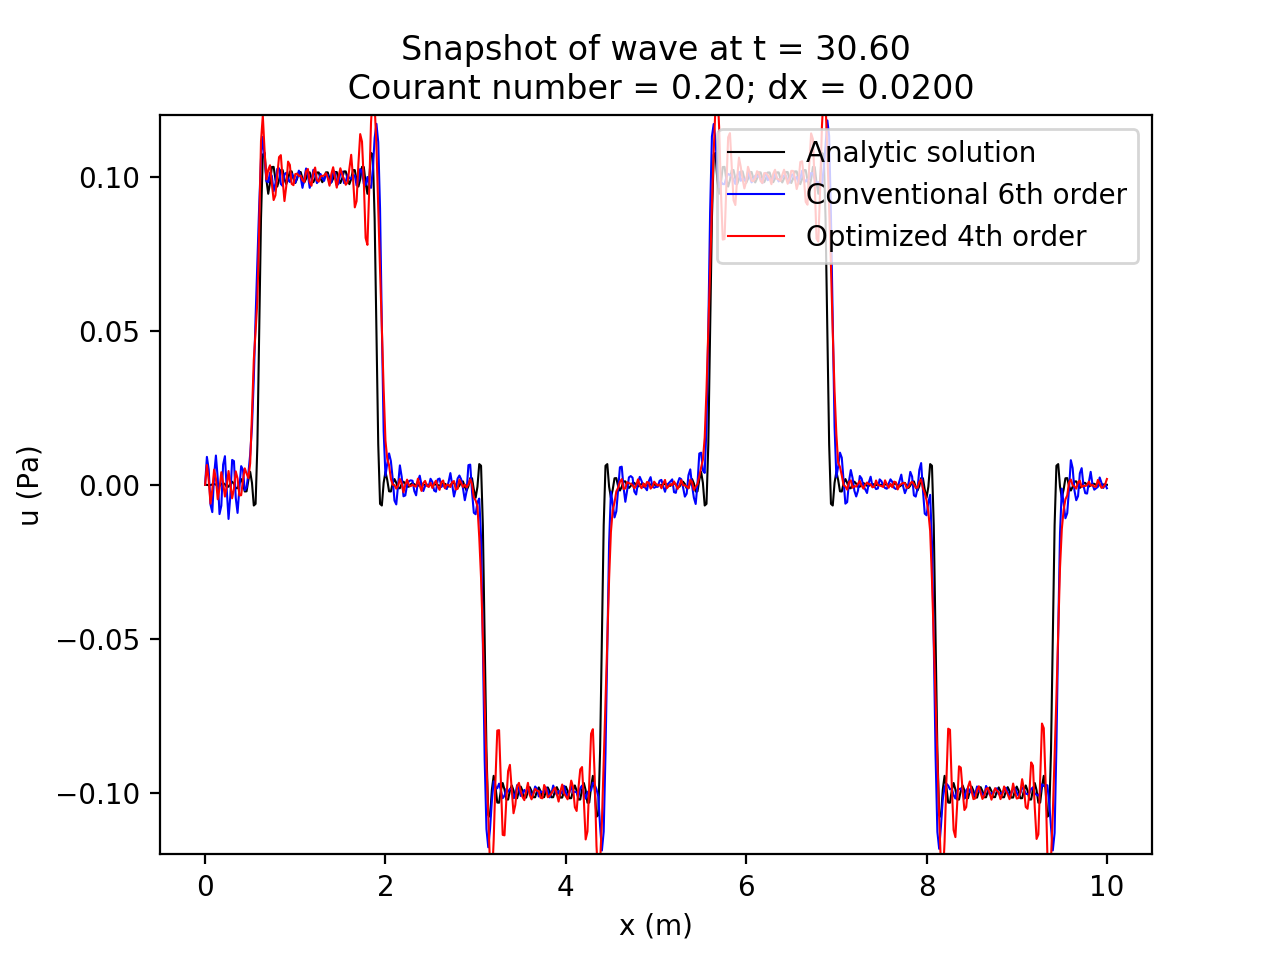 Snapshot of wave at t = 30.60
Courant number = 0.20; dx = 0.0200
Analytic solution
Conventional 6th order
Optimized 4th order
0.10
0.05
0.00
−0.05
−0.10
u (Pa)
0 2 4 6 8 10
x (m)